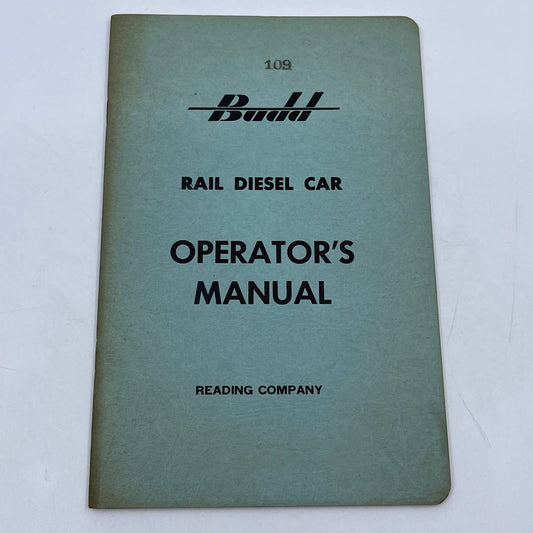 109
Budd
RAIL DIESEL CAR
OPERATOR'S
MANUAL
READING COMPANY